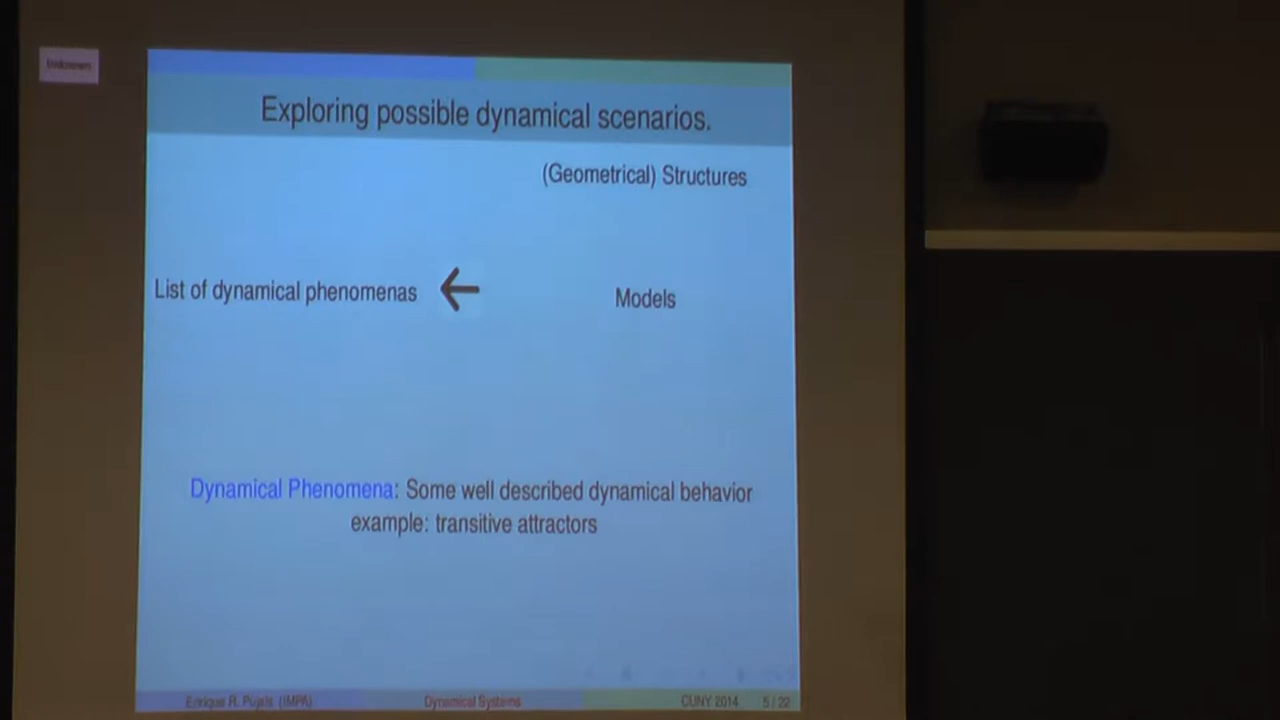 Unknown
Exploring possible dynamical scenarios.
(Geometrical) Structures
List of dynamical phenomenas
Models
Dynamical Phenomena: Some well described dynamical behavior
example: transitive attractors
Enrique R. Pujals (IMPA) Dynamical Systems CUNY 2014 5 / 22